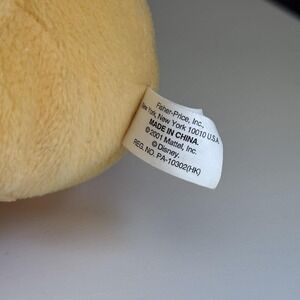 Fisher-Price, Inc.,
New York, New York 10010 U.S.A.
MADE IN CHINA.
©2001 Mattel, Inc.
© Disney.
REG. NO. PA-10302(HK)